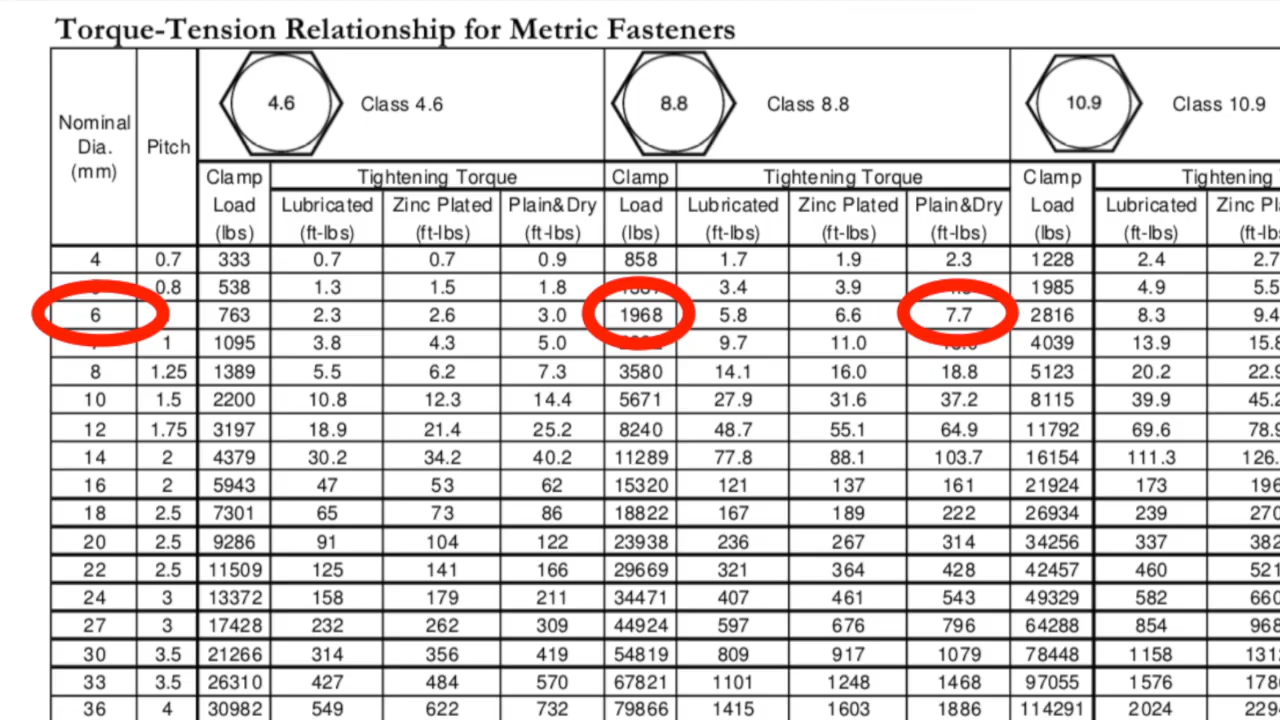 Torque-Tension Relationship for Metric Fasteners
Nominal Dia. (mm) Pitch 4.6 Class 4.6 8.8 Class 8.8 10.9 Class 10.9
Clamp Load (lbs) Tightening Torque Clamp Load (lbs) Tightening Torque Clamp Load (lbs) Tightening
Lubricated (ft-lbs) Zinc Plated (ft-lbs) Plain&Dry (ft-lbs) Lubricated (ft-lbs) Zinc Plated (ft-lbs) Plain&Dry (ft-lbs) Lubricated (ft-lbs) Zinc
4 0.7 333 0.7 0.7 0.9 858 1.7 1.9 2.3 1228 2.4 2.7
0.8 538 1.3 1.5 1.8 3.4 3.9 1985 4.9 5.5
6 763 2.3 2.6 3.0 1968 5.8 6.6 7.7 2816 8.3 9.4
1 1095 3.8 4.3 5.0 9.7 11.0 4039 13.9 15.8
8 1.25 1389 5.5 6.2 7.3 3580 14.1 16.0 18.8 5123 20.2 22.9
10 1.5 2200 10.8 12.3 14.4 5671 27.9 31.6 37.2 8115 39.9 45.2
12 1.75 3197 18.9 21.4 25.2 8240 48.7 55.1 64.9 11792 69.6 78.9
14 2 4379 30.2 34.2 40.2 11289 77.8 88.1 103.7 16154 111.3 126.
16 2 5943 47 53 62 15320 121 137 161 21924 173 196
18 2.5 7301 65 73 86 18822 167 189 222 26934 239 270
20 2.5 9286 91 104 122 23938 236 267 314 34256 337 382
22 2.5 11509 125 141 166 29669 321 364 428 42457 460 521
24 3 13372 158 179 211 34471 407 461 543 49329 582 660
27 3 17428 232 262 309 44924 597 676 796 64288 854 968
30 3.5 21266 314 356 419 54819 809 917 1079 78448 1158 131
33 3.5 26310 427 484 570 67821 1101 1248 1468 97055 1576 178
36 4 30982 549 622 732 79866 1415 1603 1886 114291 2024 229